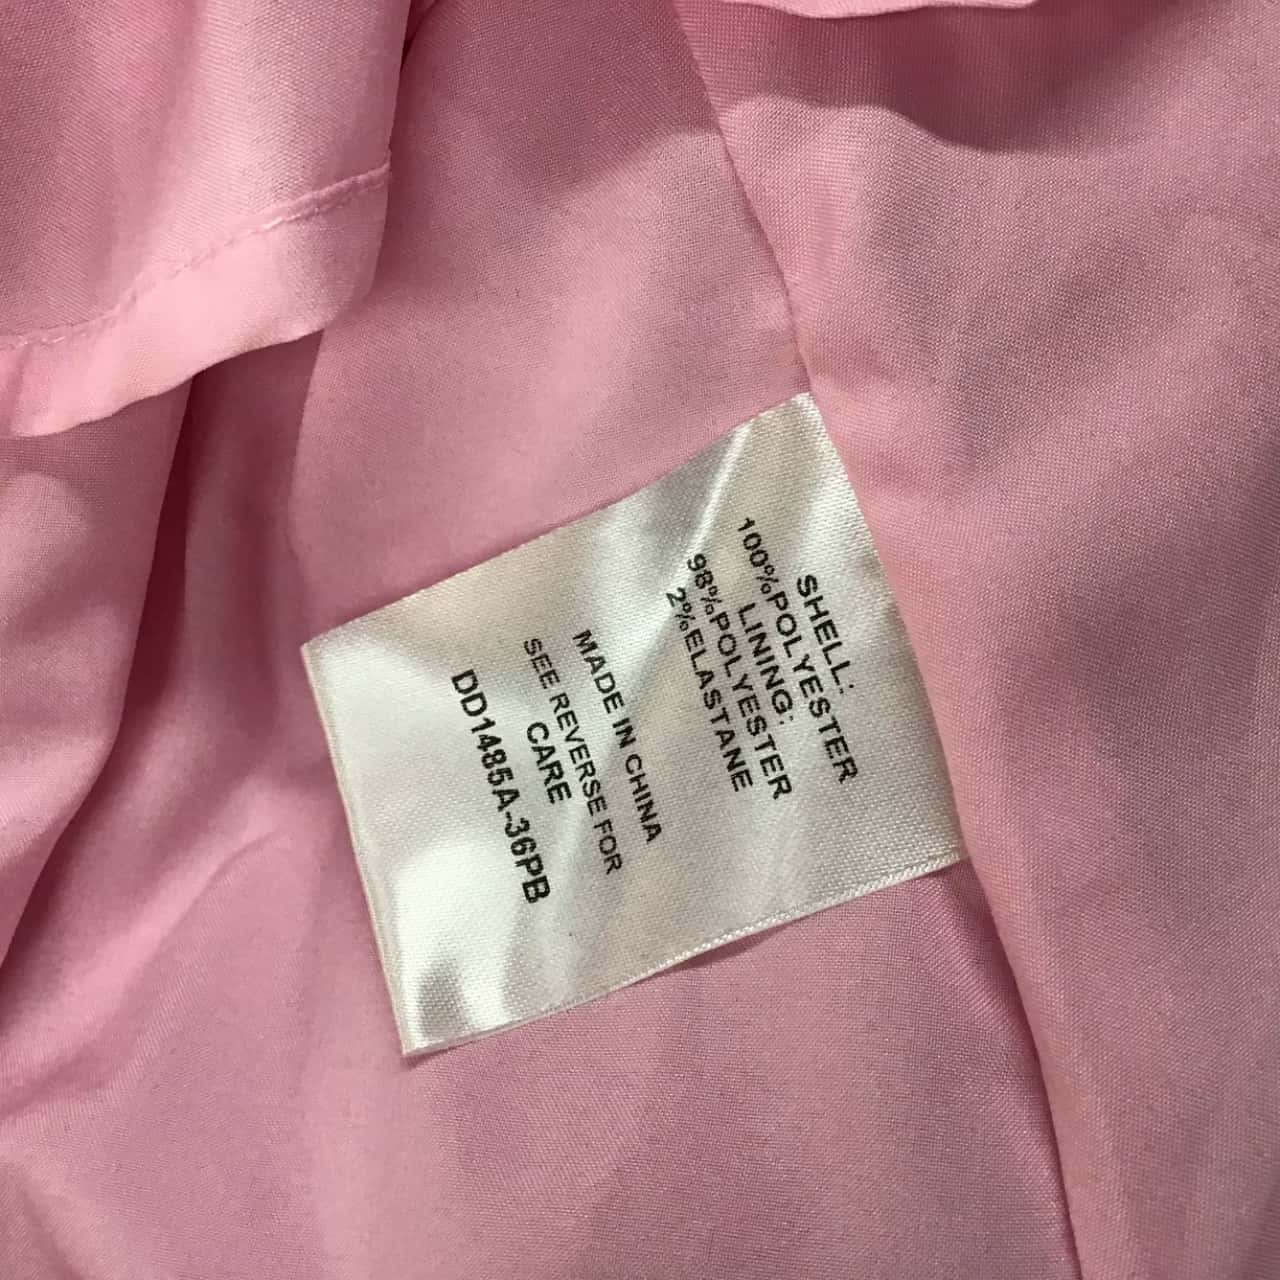 SHELL:
100%POLYESTER
LINING:
98%POLYESTER
2%ELASTANE
MADE IN CHINA
SEE REVERSE FOR
CARE
DD1485A-36PB